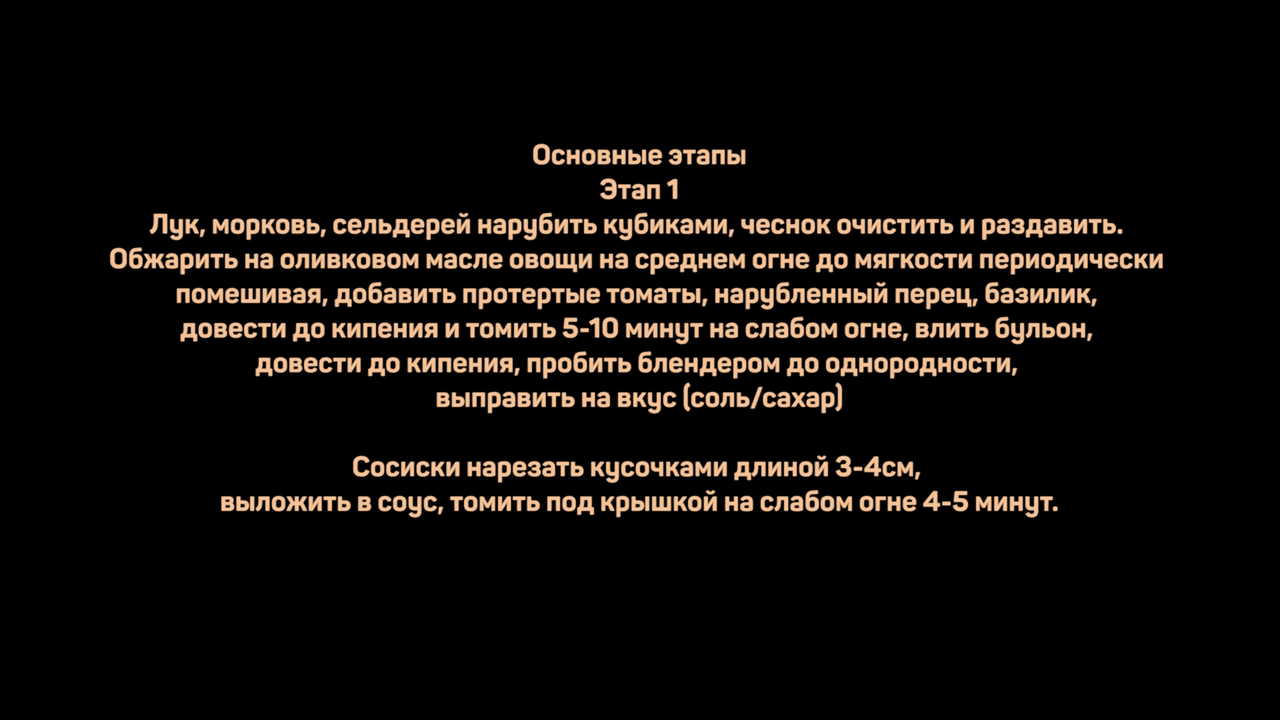 Основные этапы
Этап 1
Лук, морковь, сельдерей нарубить кубиками, чеснок очистить и раздавить.
Обжарить на оливковом масле овощи на среднем огне до мягкости периодически
помешивая, добавить протертые томаты, нарубленный перец, базилик,
довести до кипения и томить 5-10 минут на слабом огне, влить бульон,
довести до кипения, пробить блендером до однородности,
выправить на вкус (соль/сахар)
Сосиски нарезать кусочками длиной 3-4см,
выложить в соус, томить под крышкой на слабом огне 4-5 минут.